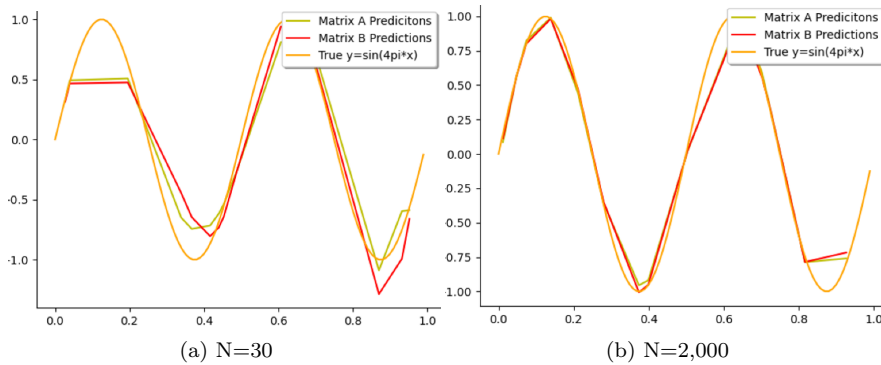 Matrix A Predicitons
Matrix B Predictions
True y=sin(4pi*x)
1.0
0.5
0.0
-0.5
-1.0
0.0 0.2 0.4 0.6 0.8 1.0
(a) N=30
Matrix A Predicitons
Matrix B Predictions
True y=sin(4pi*x)
1.00
0.75
0.50
0.25
0.00
-0.25
-0.50
-0.75
-1.00
0.0 0.2 0.4 0.6 0.8 1.0
(b) N=2,000